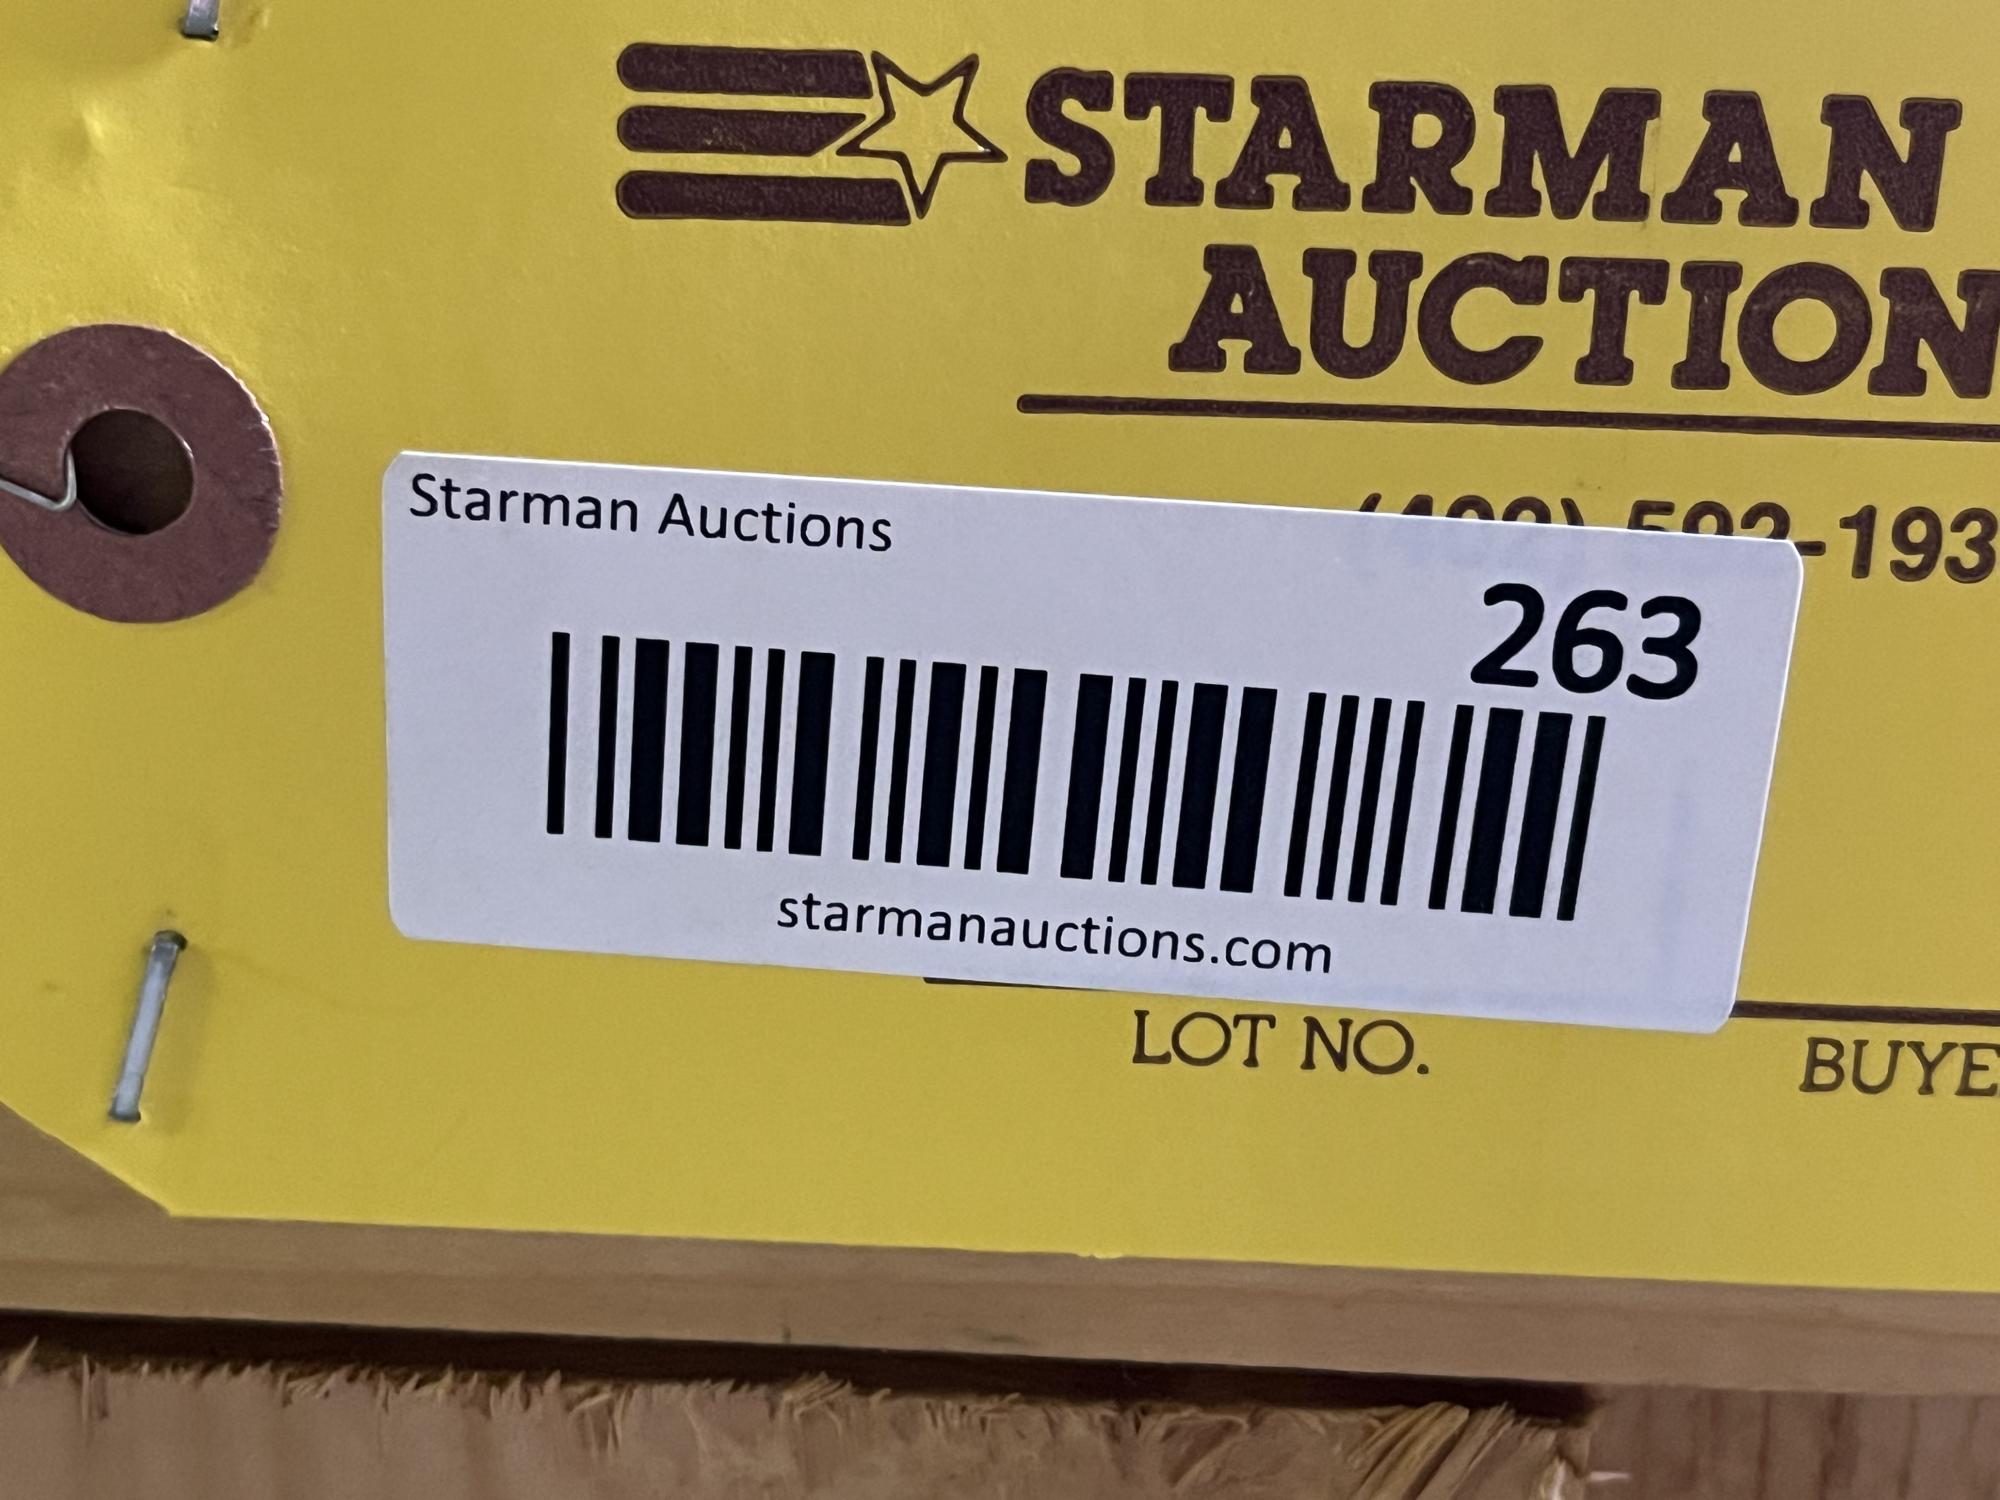 STARMAN
AUCTION
-193
Starman Auctions
263
starmanauctions.com
LOT NO.
BUYE